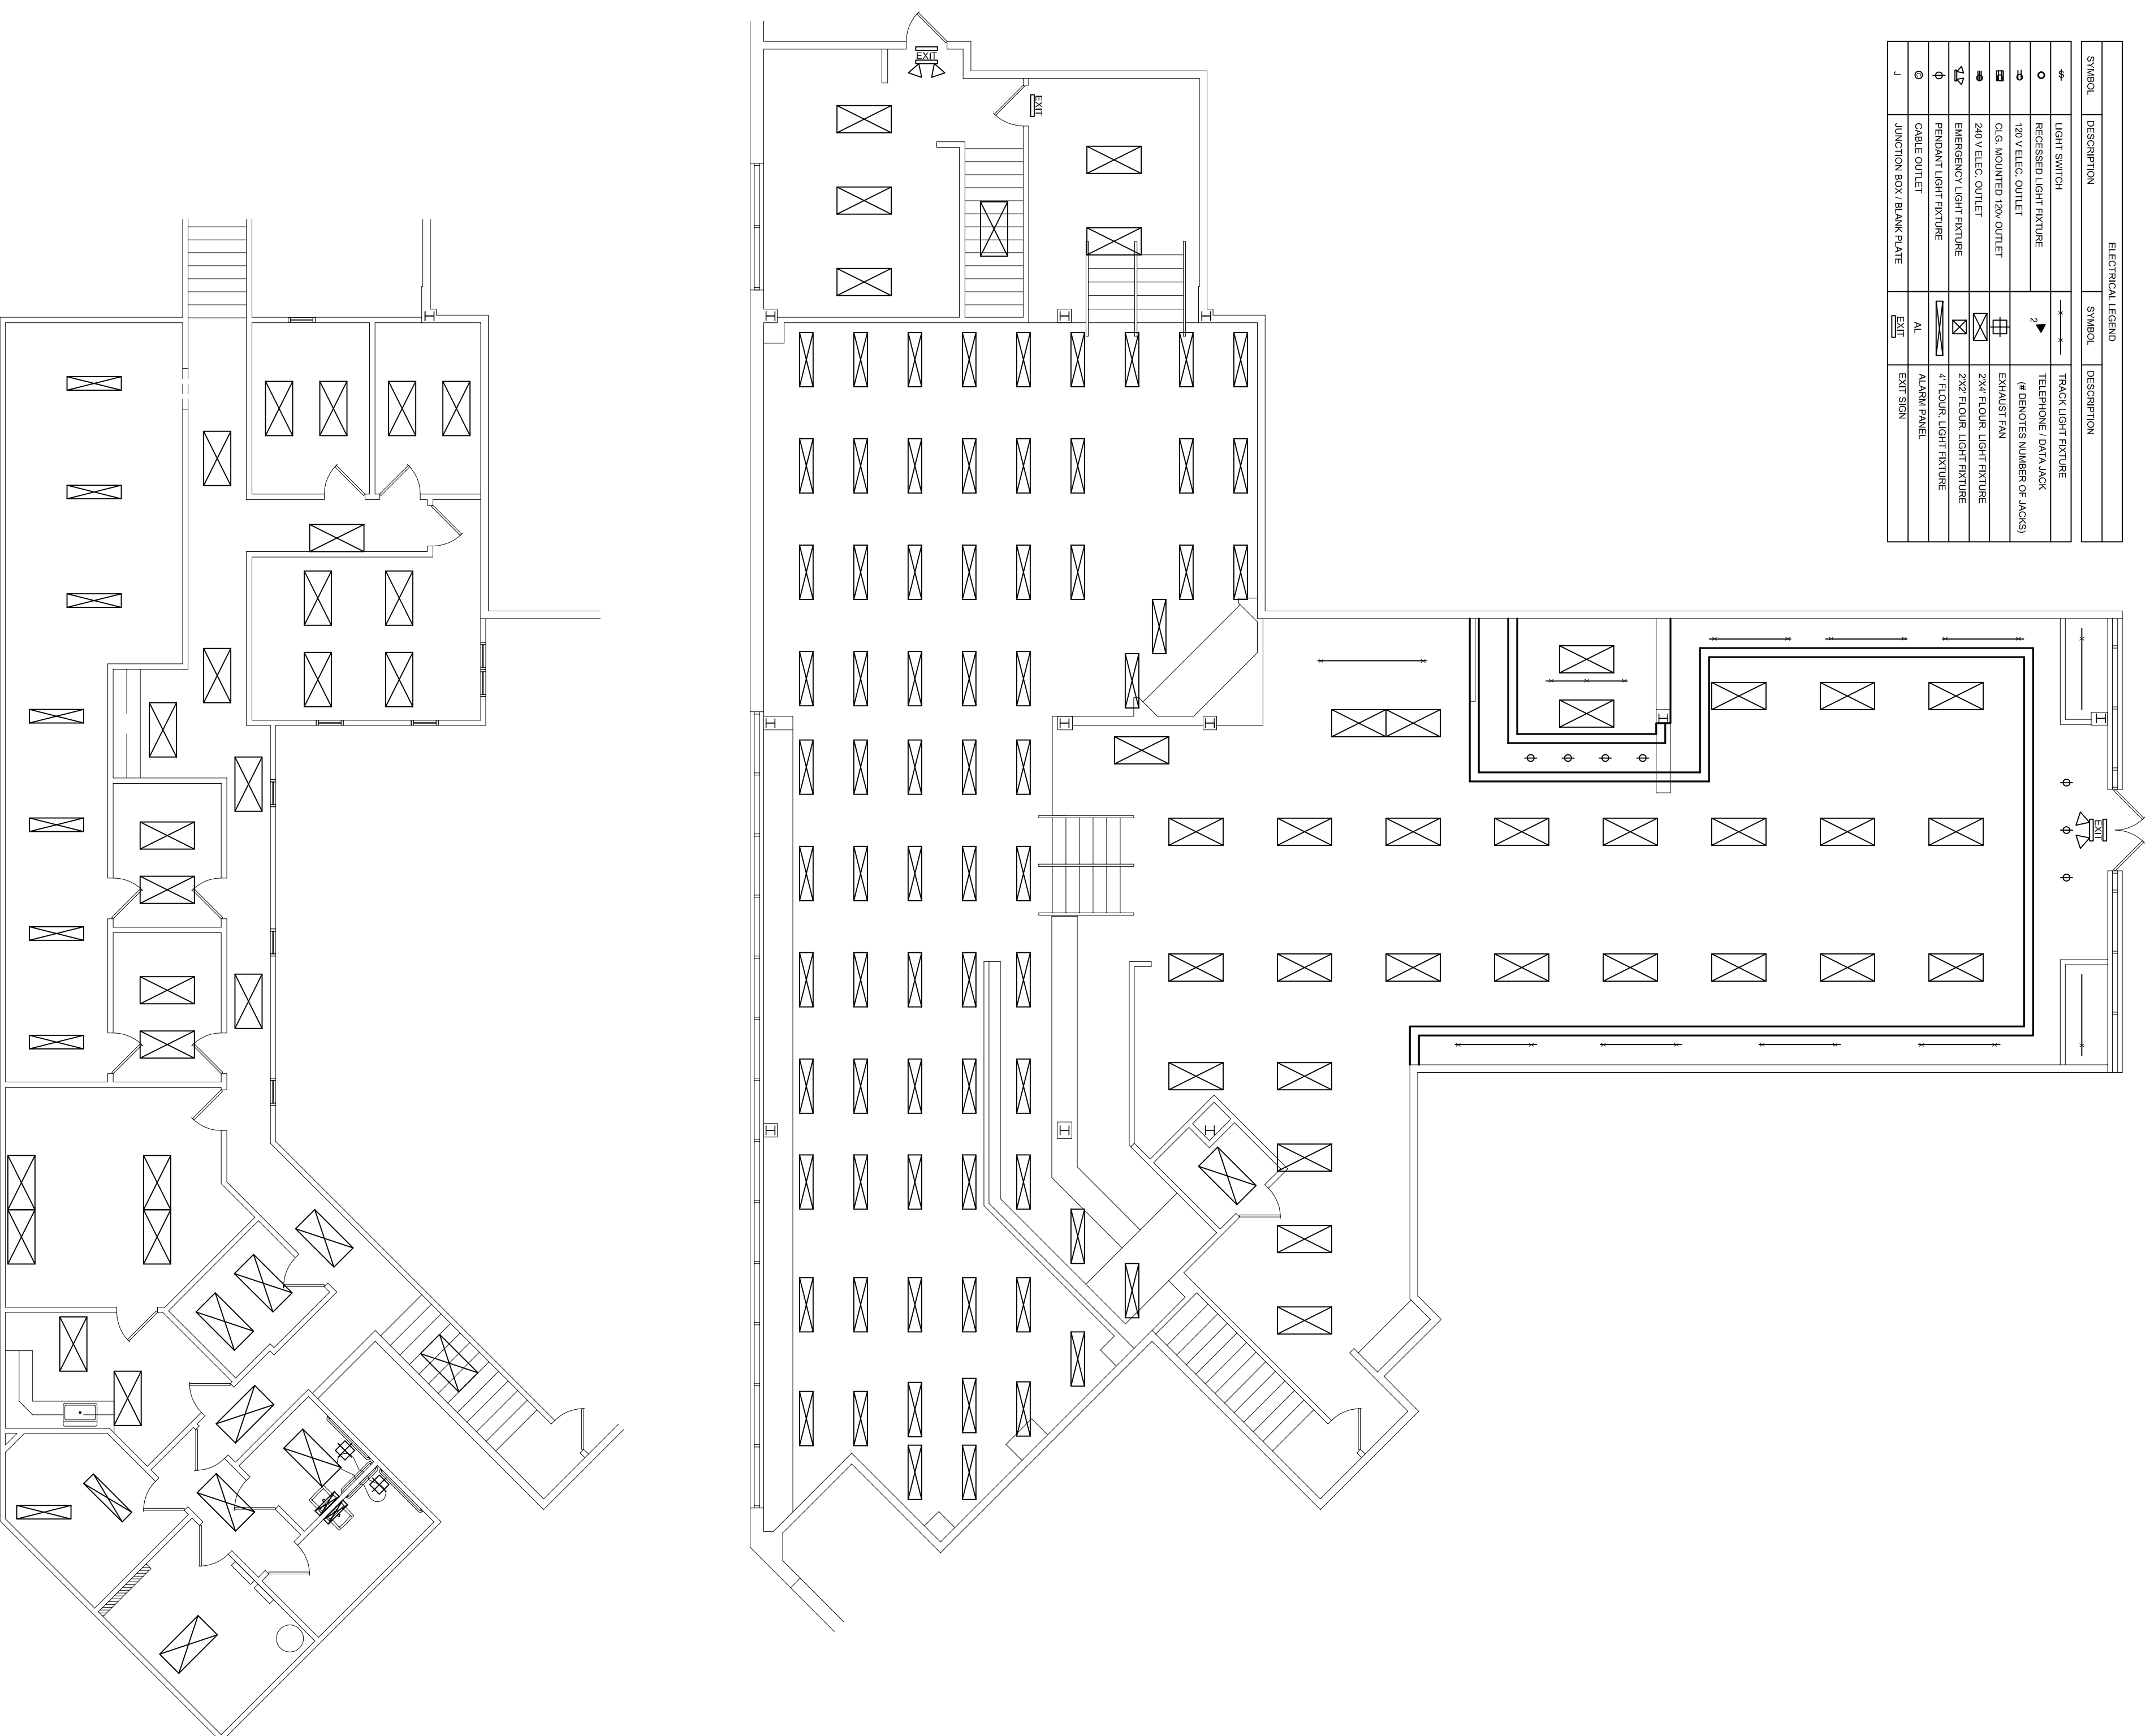 ELECTRICAL LEGEND
SYMBOL DESCRIPTION SYMBOL DESCRIPTION
$ LIGHT SWITCH TRACK LIGHT FIXTURE
RECESSED LIGHT FIXTURE 2 TELEPHONE / DATA JACK
120 V ELEC. OUTLET (# DENOTES NUMBER OF JACKS)
CLG. MOUNTED 120v OUTLET EXHAUST FAN
240 V ELEC. OUTLET 2'X4' FLOUR. LIGHT FIXTURE
EMERGENCY LIGHT FIXTURE 2'X2' FLOUR. LIGHT FIXTURE
PENDANT LIGHT FIXTURE 4' FLOUR. LIGHT FIXTURE
CABLE OUTLET AL ALARM PANEL
J JUNCTION BOX / BLANK PLATE EXIT EXIT SIGN
EXIT
EXIT
EXIT